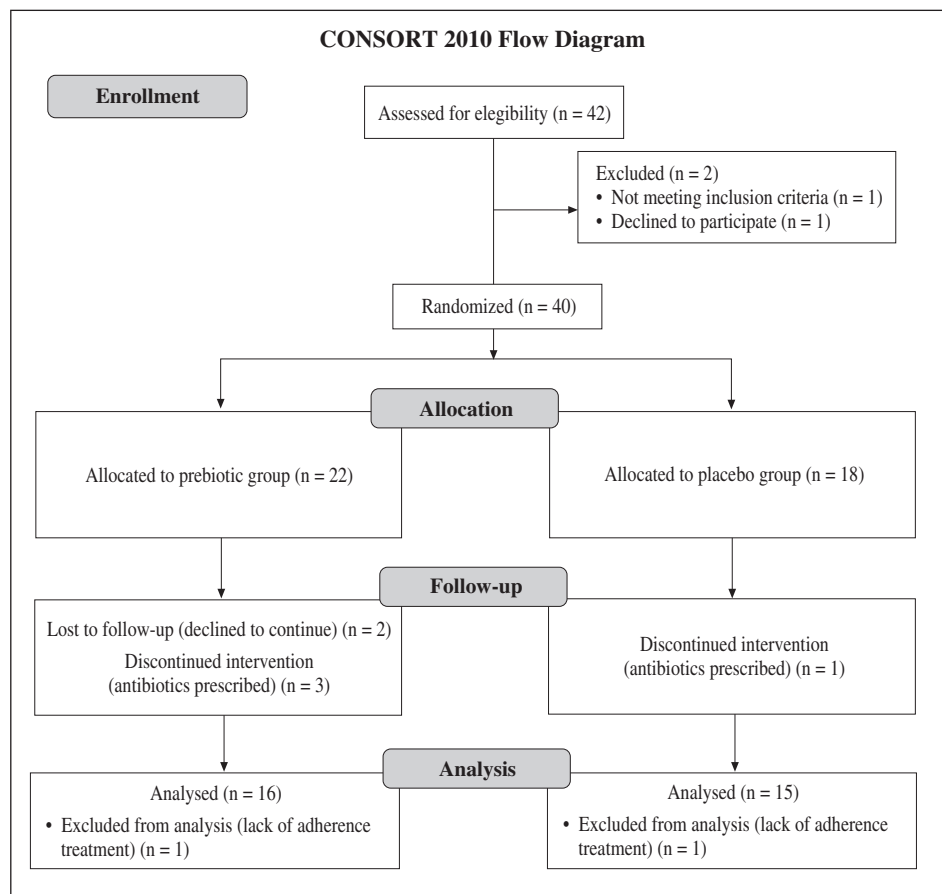 CONSORT 2010 Flow Diagram
Enrollment
Assessed for elegibility (n = 42)
Excluded (n = 2)
• Not meeting inclusion criteria (n = 1)
• Declined to participate (n = 1)
Randomized (n = 40)
Allocation
Allocated to prebiotic group (n = 22)
Allocated to placebo group (n = 18)
Follow-up
Lost to follow-up (declined to continue) (n = 2)
Discontinued intervention
(antibiotics prescribed) (n = 3)
Discontinued intervention
(antibiotics prescribed) (n = 1)
Analysis
Analysed (n = 16)
• Excluded from analysis (lack of adherence
treatment) (n = 1)
Analysed (n = 15)
• Excluded from analysis (lack of adherence
treatment) (n = 1)